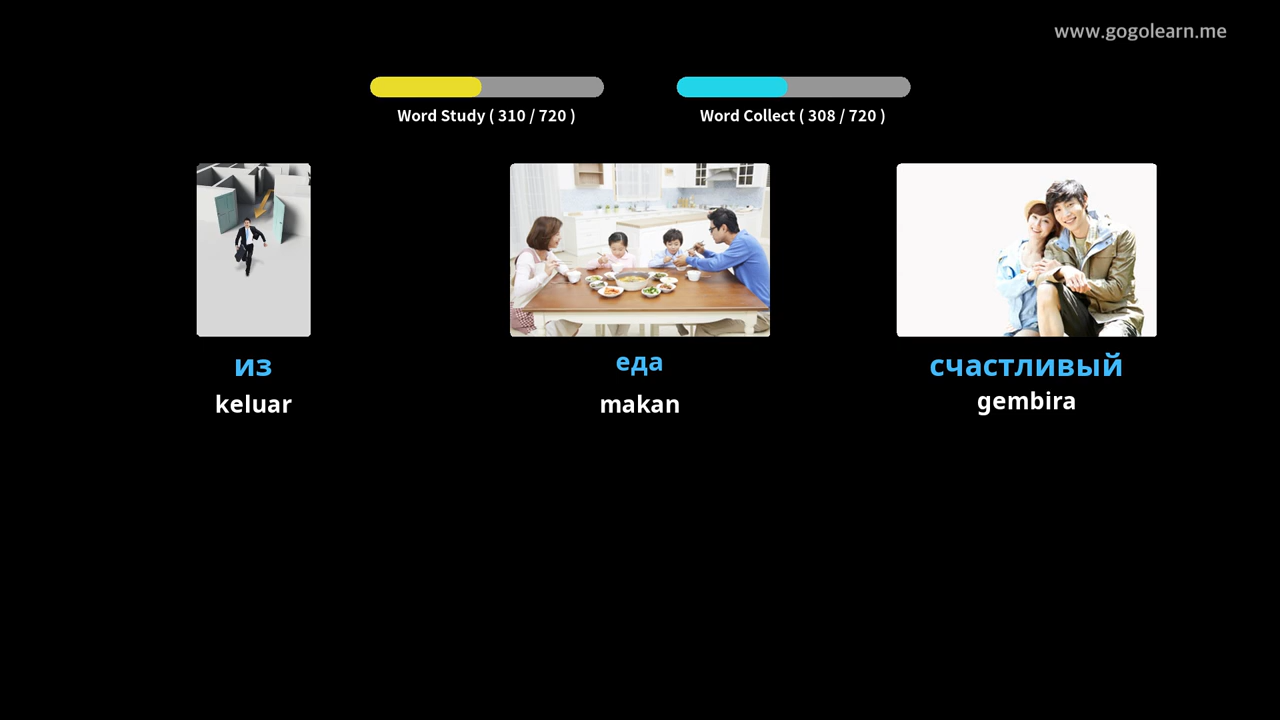 www.gogolearn.me
Word Study ( 310 / 720 )
Word Collect ( 308 / 720 )
из
еда
счастливый
keluar
makan
gembira